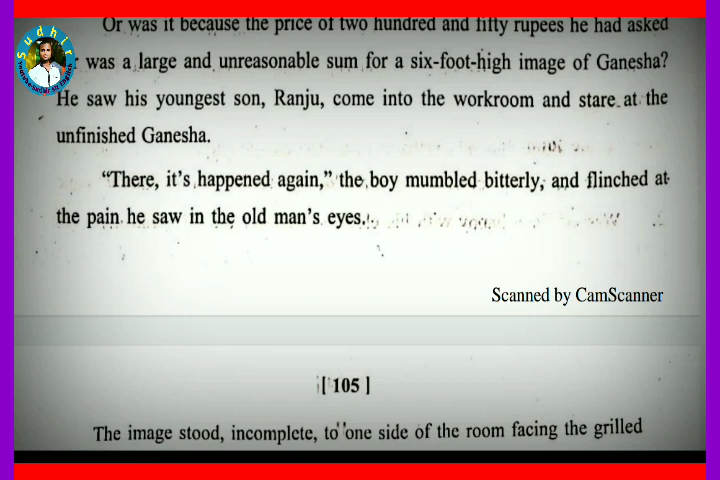 Sudhir
Or was it because the price of two hundred and fifty rupees he had asked
was a large and unreasonable sum for a six-foot-high image of Ganesha?
He saw his youngest son, Ranju, come into the workroom and stare at the
unfinished Ganesha.
“There, it’s happened again,” the boy mumbled bitterly, and flinched at
the pain he saw in the old man’s eyes.
Scanned by CamScanner
[ 105 ]
The image stood, incomplete, to one side of the room facing the grilled